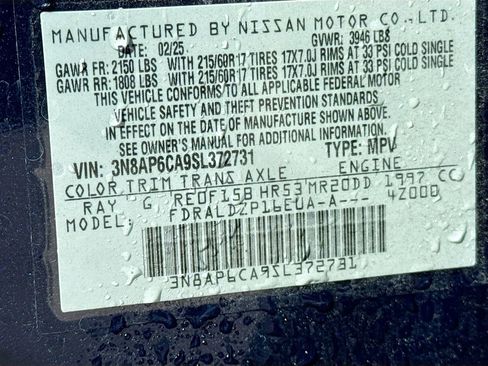 MANUFACTURED BY NISSAN MOTOR CO., LTD.
DATE 02/25 GVWR: 3946 LBS
GAWR FR: 2150 LBS WITH 215/60R17 TIRES 17X7.0J RIMS AT 33 PSI COLD SINGLE
GAWR RR: 1808 LBS WITH 215/60R17 TIRES 17X7.0J RIMS AT 33 PSI COLD SINGLE
THIS VEHICLE CONFORMS TO ALL APPLICABLE FEDERAL MOTOR
VEHICLE SAFETY AND THEFT PREVENTION STANDARDS IN
EFFECT ON THE DATE OF MANUFACTURE SHOWN ABOVE.
SEE OWNER'S MANUAL FOR ADDITIONAL INFORMATION.
VIN: 3N8AP6CA9SL372731 TYPE: MPV
COLOR TRIM TRANS AXLE ENGINE
RAY G RE0F15B HR53 MR20DD 1997 CC
MODEL: FDRALDZP16EUA-A--- 4Z000
3N8AP6CA9SL372731